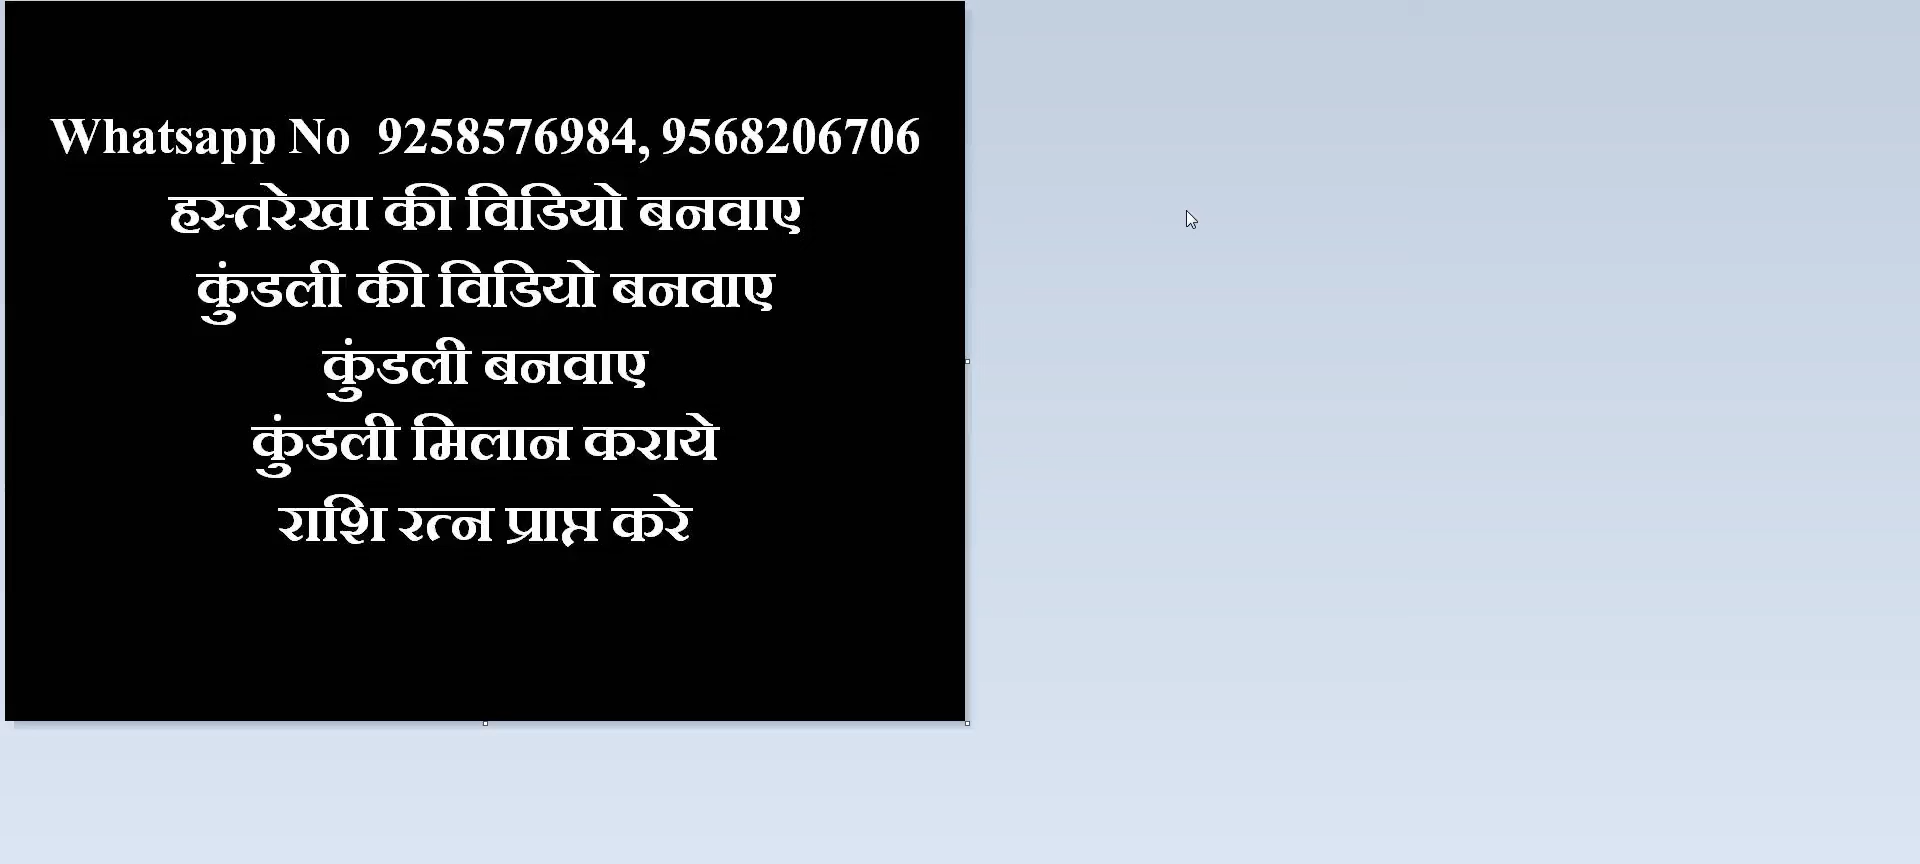 Whatsapp No 9258576984, 9568206706
हस्तरेखा की विडियो बनवाए
कुंडली की विडियो बनवाए
कुंडली बनवाए
कुंडली मिलान कराये
राशि रत्न प्राप्त करे